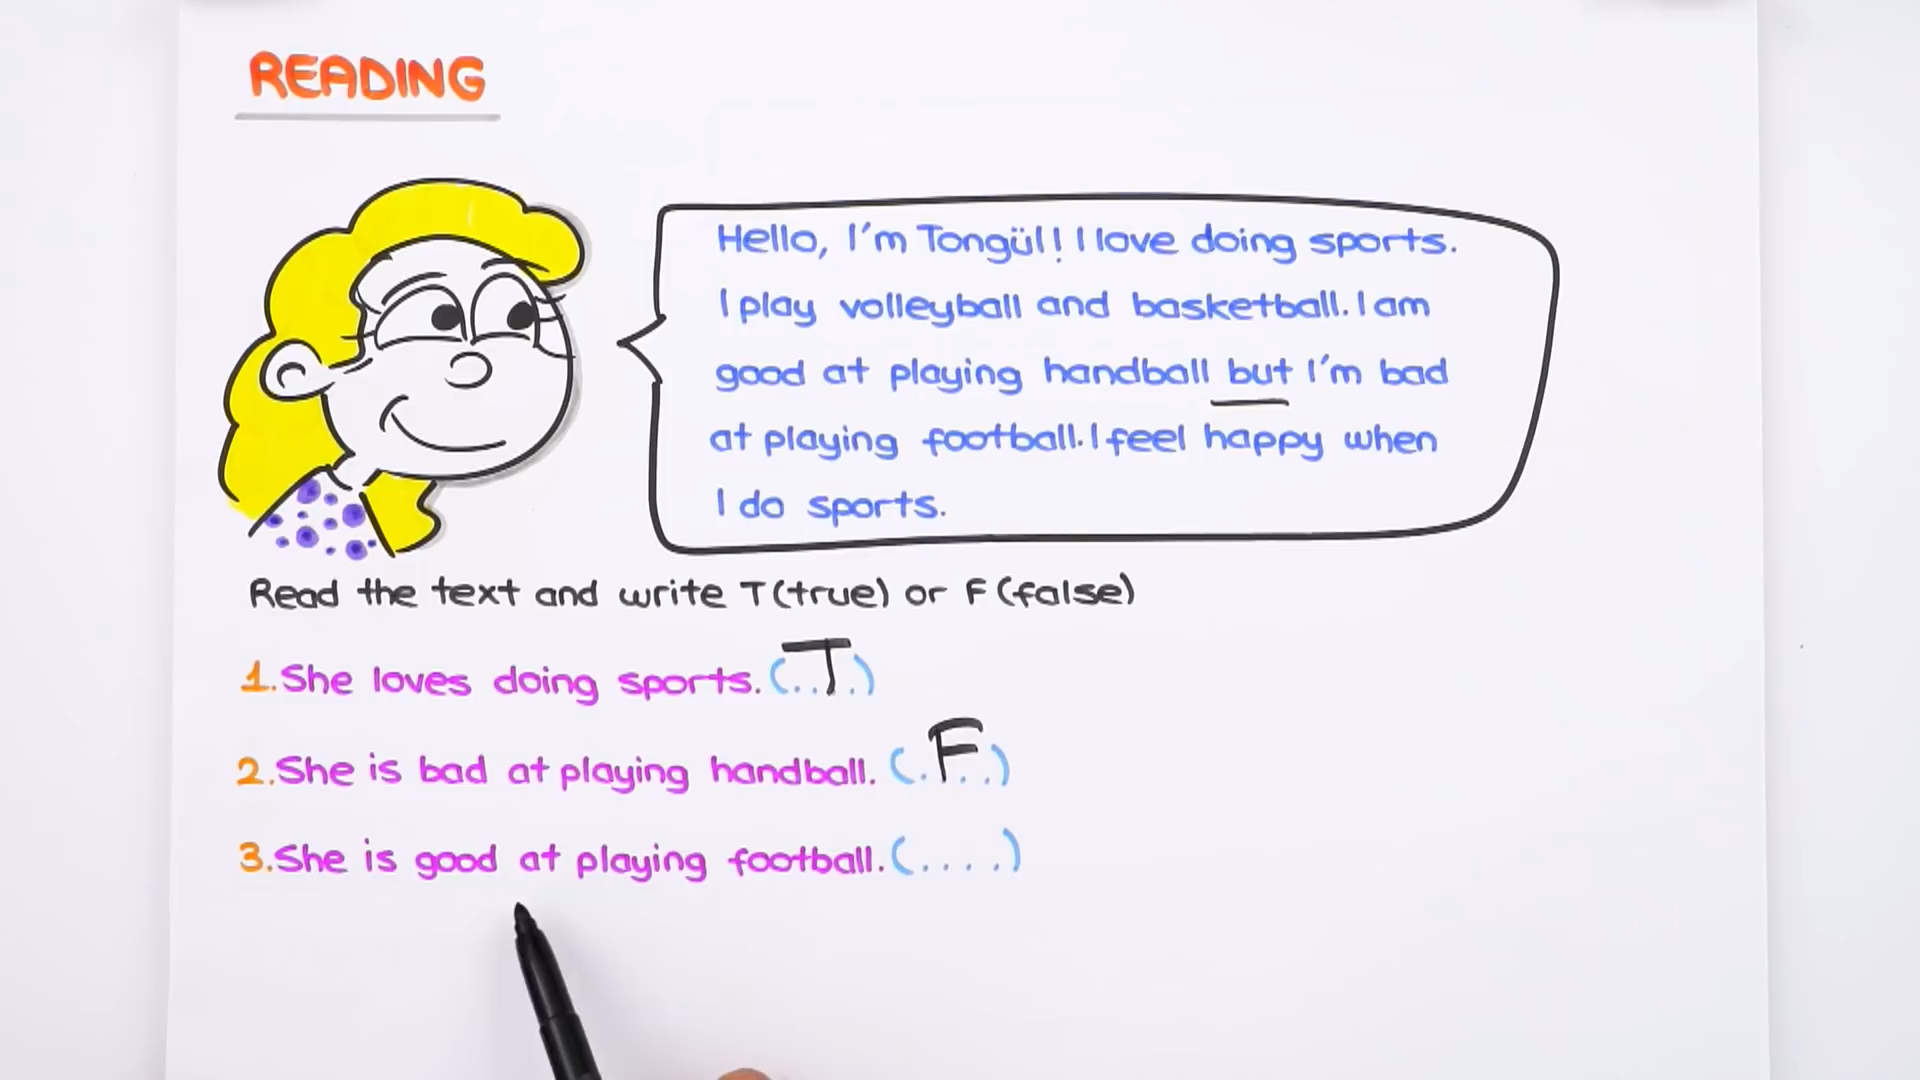 READING
Hello, I'm Tongül! I love doing sports.
I play volleyball and basketball. I am
good at playing handball but I'm bad
at playing football. I feel happy when
I do sports.
Read the text and write T (true) or F (false)
1. She loves doing sports. (..T.)
2. She is bad at playing handball. (.F..)
3. She is good at playing football. (....)